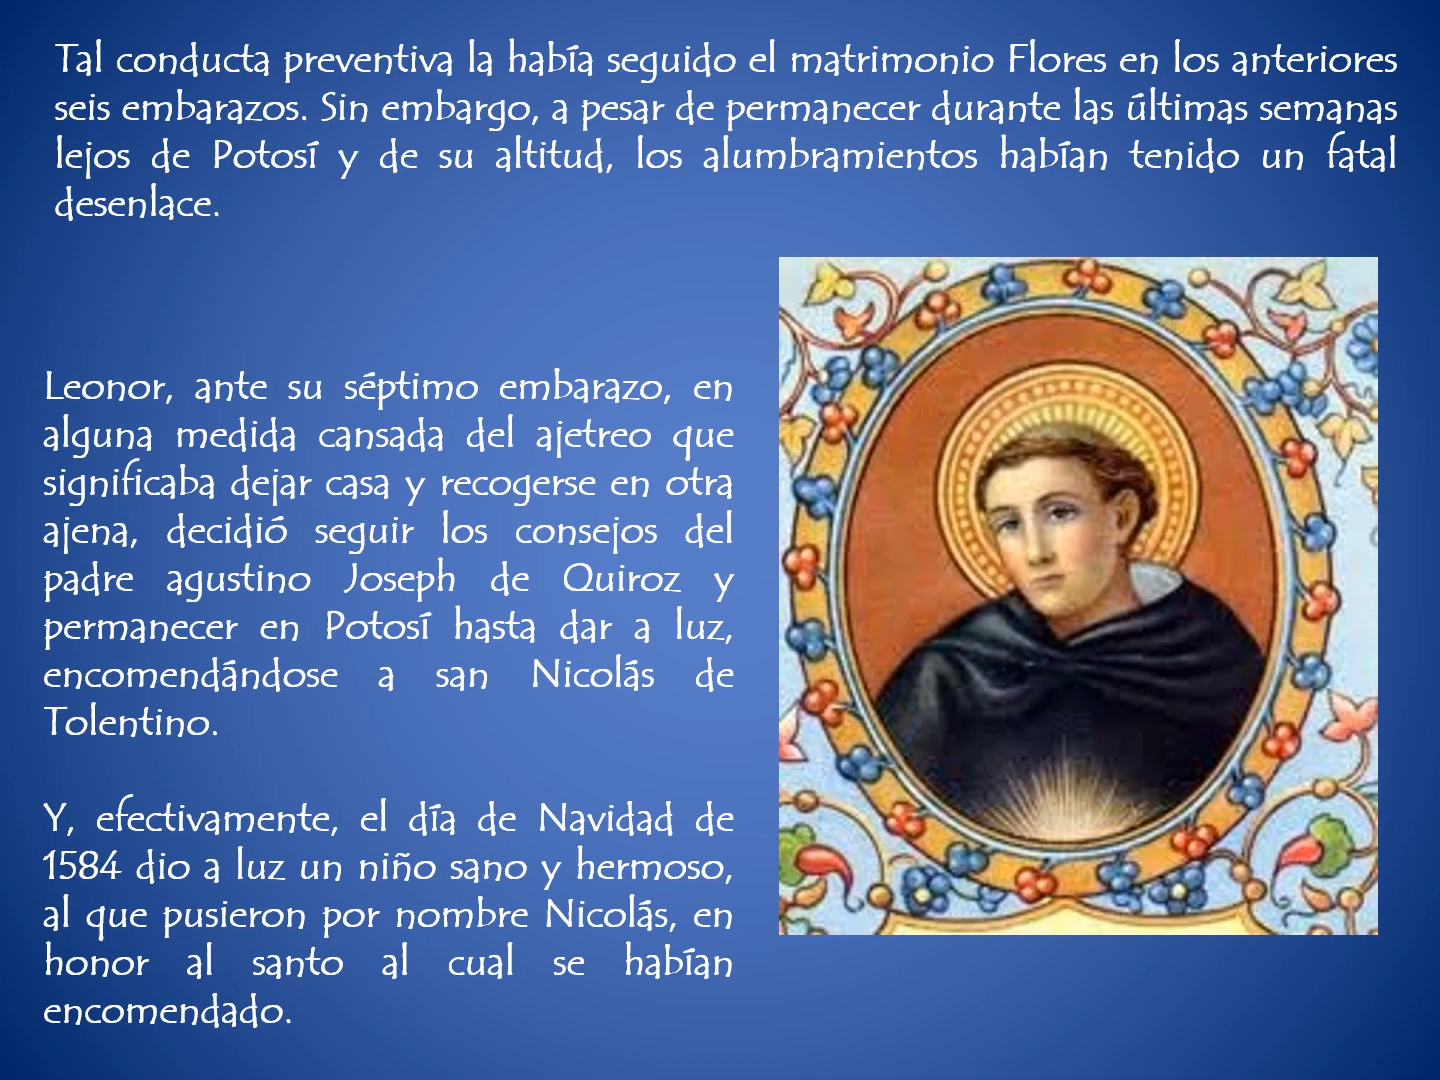 Tal conducta preventiva la había seguido el matrimonio Flores en los anteriores
seis embarazos. Sin embargo, a pesar de permanecer durante las últimas semanas
lejos de Potosí y de su altitud, los alumbramientos habían tenido un fatal
desenlace.
Leonor, ante su séptimo embarazo, en
alguna medida cansada del ajetreo que
significaba dejar casa y recogerse en otra
ajena, decidió seguir los consejos del
padre agustino Joseph de Quiroz y
permanecer en Potosí hasta dar a luz,
encomendándose a san Nicolás de
Tolentino.
Y, efectivamente, el día de Navidad de
1584 dio a luz un niño sano y hermoso,
al que pusieron por nombre Nicolás, en
honor al santo al cual se habían
encomendado.